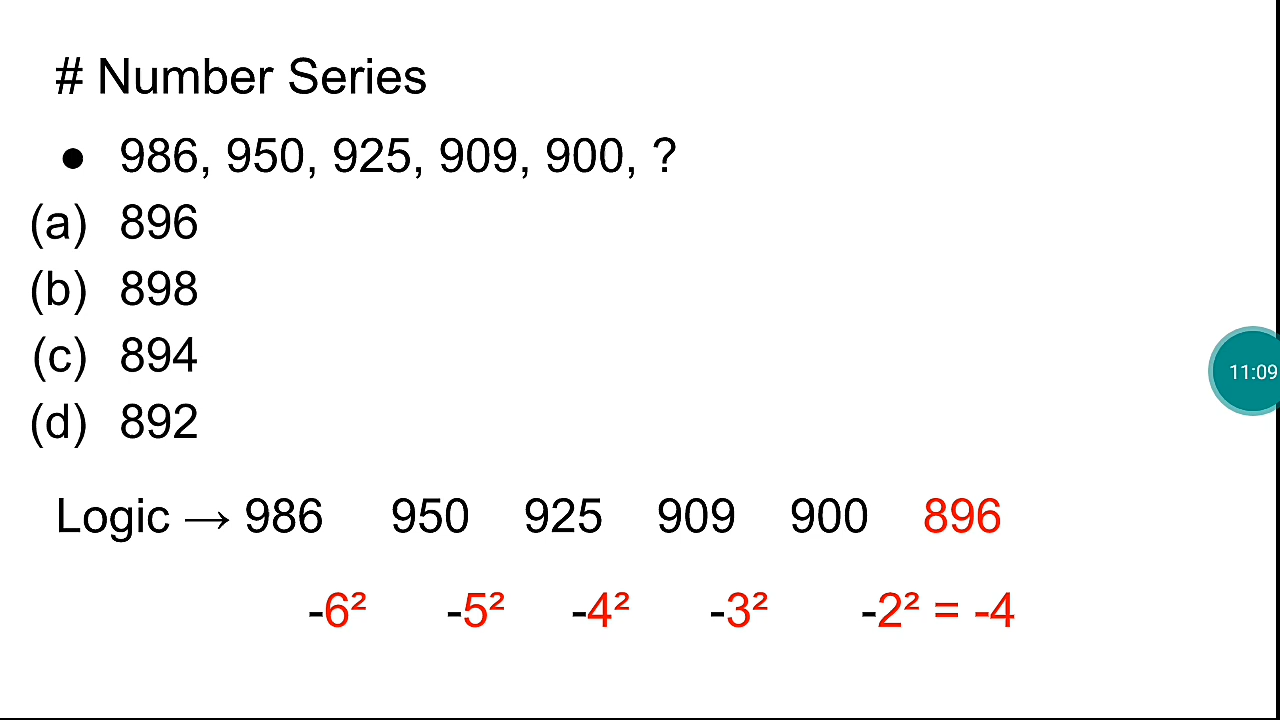 # Number Series
● 986, 950, 925, 909, 900, ?
(a) 896
(b) 898
(c) 894
(d) 892
11:09
Logic → 986 950 925 909 900 896
-6² -5² -4² -3² -2² = -4